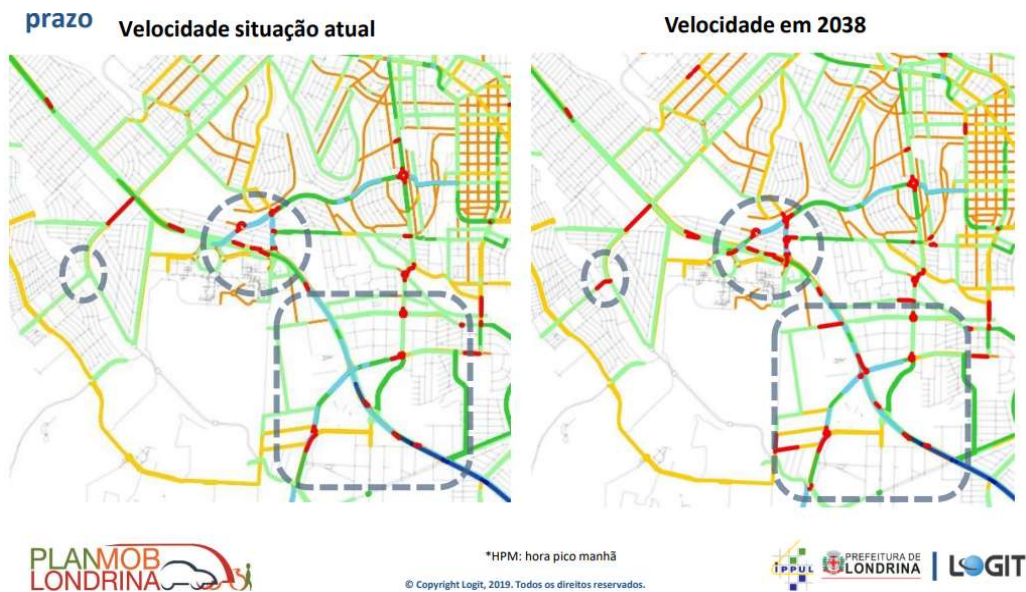 prazo
Velocidade situação atual
Velocidade em 2038
PLANMOB
LONDRINA
*HPM: hora pico manhã
© Copyright Logit, 2019. Todos os direitos reservados.
IPPUL
PREFEITURA DE
LONDRINA
LOGIT